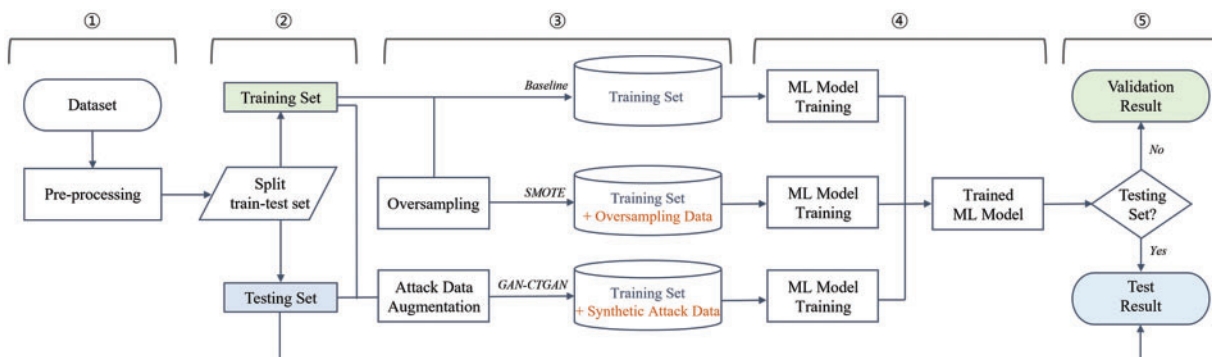 ① ② ③ ④ ⑤
Dataset
Pre-processing
Training Set
Split
train-test set
Testing Set
Baseline
Training Set
Oversampling
SMOTE
Training Set
+ Oversampling Data
Attack Data
Augmentation
GAN-CTGAN
Training Set
+ Synthetic Attack Data
ML Model
Training
ML Model
Training
ML Model
Training
Trained
ML Model
Validation
Result
No
Testing
Set?
Yes
Test
Result